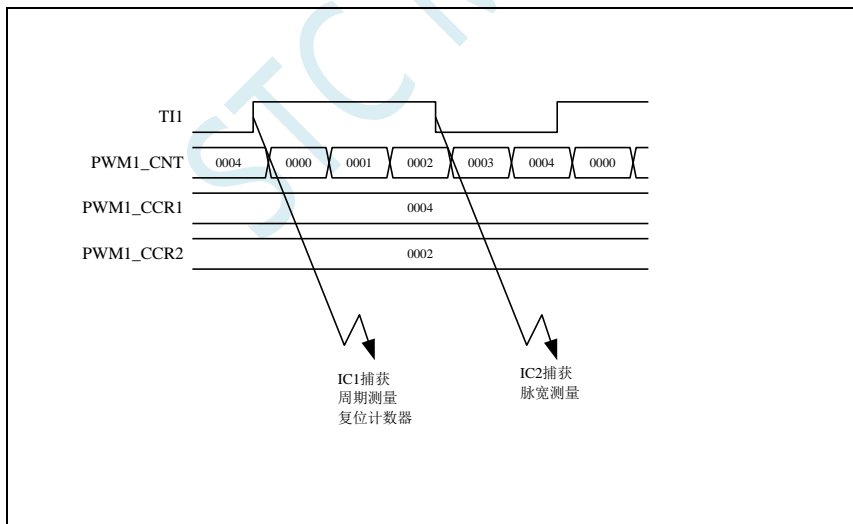 STC M
TI1
PWM1_CNT 0004 0000 0001 0002 0003 0004 0000
PWM1_CCR1 0004
PWM1_CCR2 0002
IC1捕获
周期测量
复位计数器
IC2捕获
脉宽测量